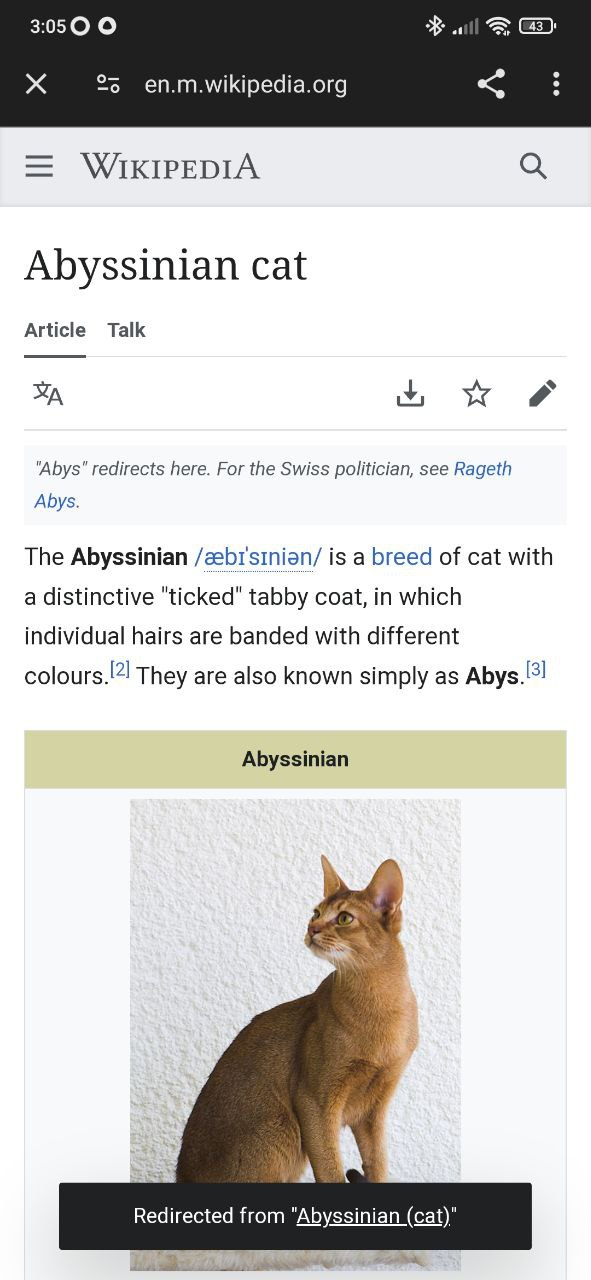 3:05
43
en.m.wikipedia.org
WIKIPEDIA
Abyssinian cat
Article Talk
"Abys" redirects here. For the Swiss politician, see Rageth
Abys.
The Abyssinian /æbɪˈsɪniən/ is a breed of cat with
a distinctive "ticked" tabby coat, in which
individual hairs are banded with different
colours.[2] They are also known simply as Abys.[3]
Abyssinian
Redirected from "Abyssinian (cat)"